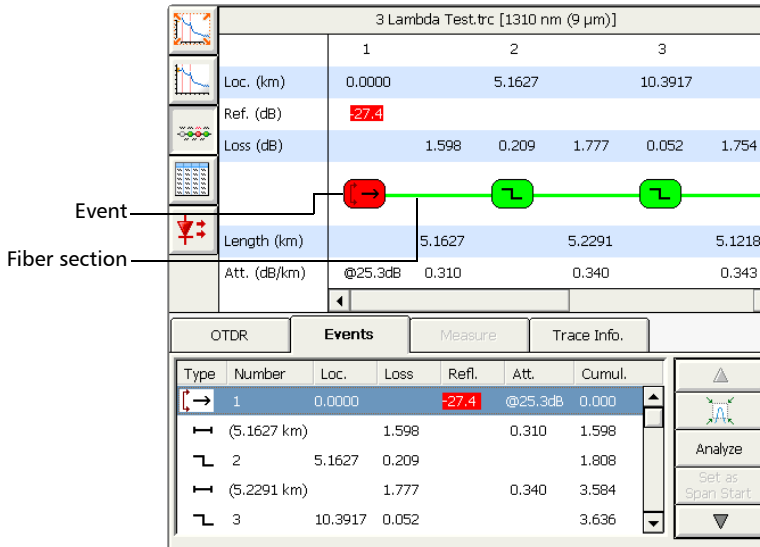 3 Lambda Test.trc [1310 nm (9 µm)]
1 2 3
Loc. (km) 0.0000 5.1627 10.3917
Ref. (dB) -27.4
Loss (dB) 1.598 0.209 1.777 0.052 1.754
Event
Fiber section
Length (km) 5.1627 5.2291 5.1218
Att. (dB/km) @25.3dB 0.310 0.340 0.343
OTDR Events Measure Trace Info.
Type Number Loc. Loss Refl. Att. Cumul.
1 0.0000 -27.4 @25.3dB 0.000
(5.1627 km) 1.598 0.310 1.598
2 5.1627 0.209 1.808
(5.2291 km) 1.777 0.340 3.584
3 10.3917 0.052 3.636
Analyze
Set as
Span Start